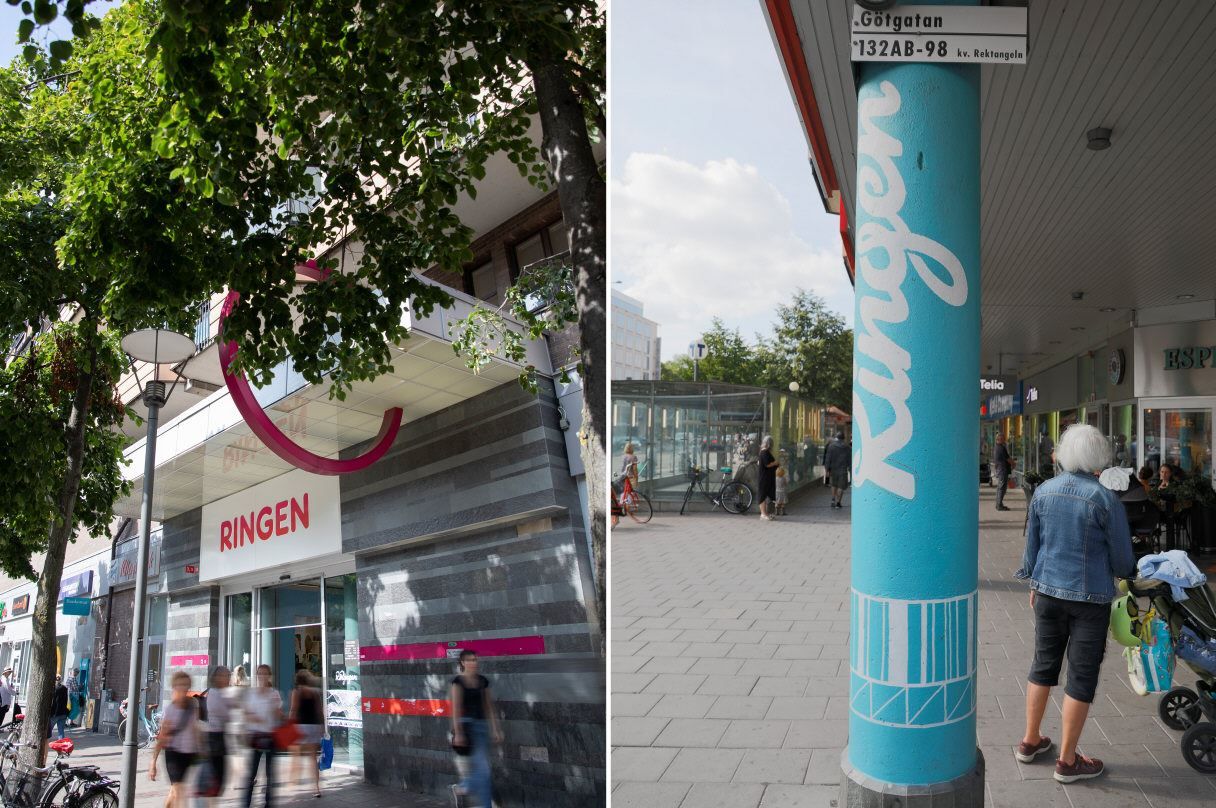 RINGEN
Götgatan
132AB-98 kv. Rektangeln
Ringen
Telia
ESP